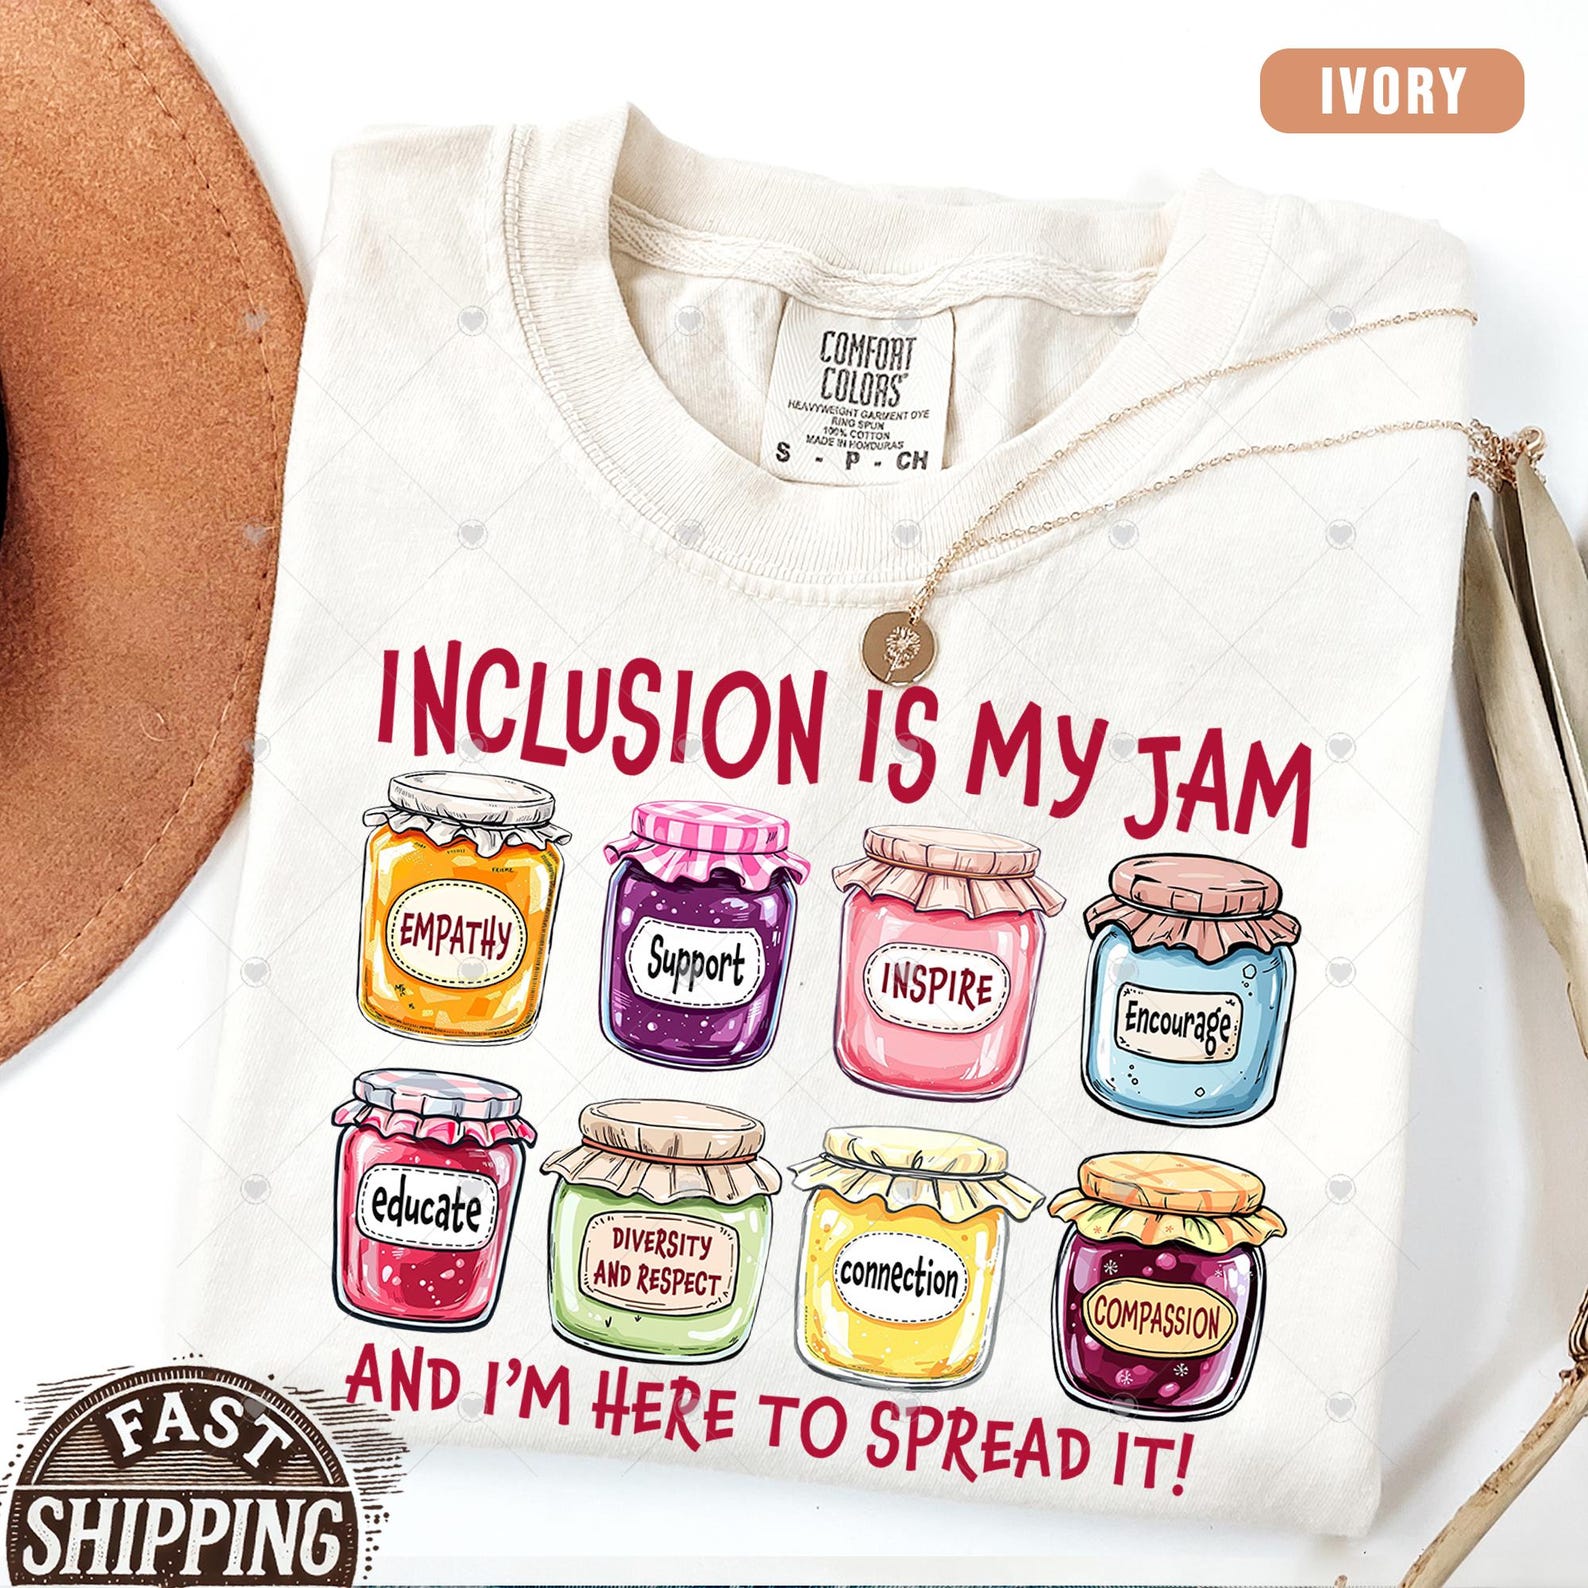 IVORY
COMFORT
COLORS
HEAVYWEIGHT GARMENT DYE
RING SPUN
100% COTTON
MADE IN HONDURAS
S - P - CH
INCLUSION IS MY JAM
EMPATHY
Support
INSPIRE
Encourage
educate
DIVERSITY
AND RESPECT
connection
COMPASSION
AND I'M HERE TO SPREAD IT!
FAST
SHIPPING